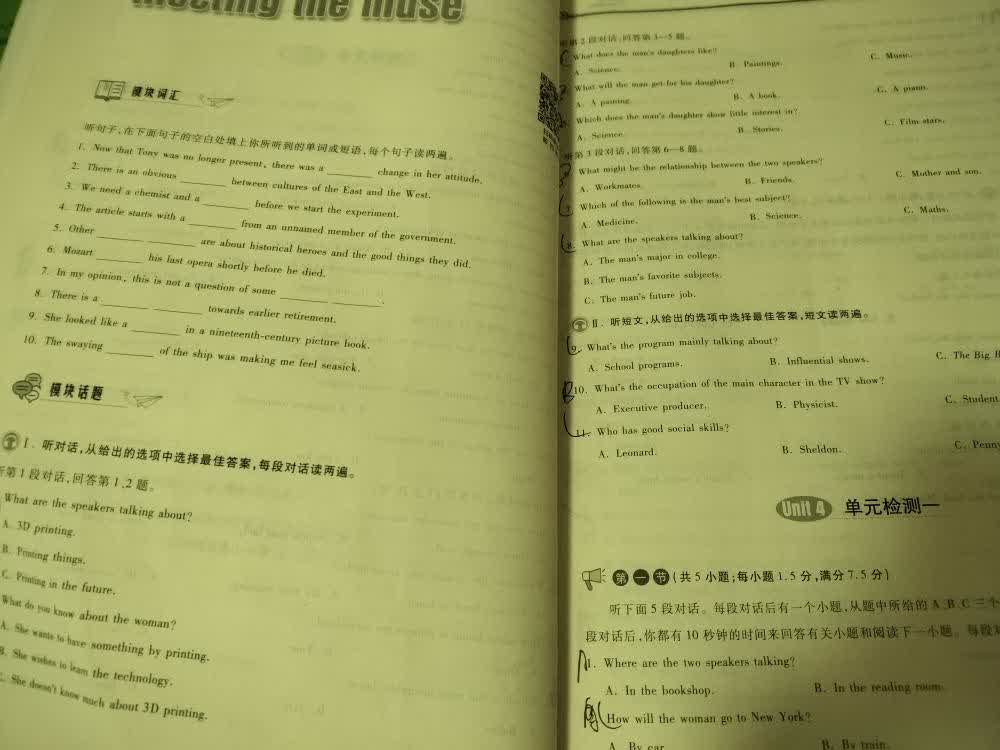 Meeting the Muse
模块词汇
听句子,在下面句子的空白处填上你所听到的单词或短语,每个句子读两遍。
1. Now that Tony was no longer present, there was a ________ change in her attitude.
2. There is an obvious ________ between cultures of the East and the West.
3. We need a chemist and a ________ before we start the experiment.
4. The article starts with a ________ from an unnamed member of the government.
5. Other ________ ________ are about historical heroes and the good things they did.
6. Mozart ________ his last opera shortly before he died.
7. In my opinion, this is not a question of some ________ ________.
8. There is a ________ ________ towards earlier retirement.
9. She looked like a ________ in a nineteenth-century picture book.
10. The swaying ________ of the ship was making me feel seasick.
模块话题
Ⅰ. 听对话,从给出的选项中选择最佳答案,每段对话读两遍。
第1段对话,回答第1、2题。
What are the speakers talking about?
A. 3D printing.
B. Printing things.
C. Printing in the future.
What do you know about the woman?
A. She wants to have something by printing.
B. She wishes to learn the technology.
C. She doesn't know much about 3D printing.
听第2段对话,回答第3~5题。
What does the man's daughters like?
A. Science. B. Paintings. C. Music.
What will the man get for his daughter?
A. A painting. B. A book. C. A piano.
Which does the man's daughter show little interest in?
A. Science. B. Stories. C. Film stars.
听第3段对话,回答第6~8题。
What might be the relationship between the two speakers?
A. Workmates. B. Friends. C. Mother and son.
7. Which of the following is the man's best subject?
A. Medicine. B. Science. C. Maths.
8. What are the speakers talking about?
A. The man's major in college.
B. The man's favorite subjects.
C. The man's future job.
Ⅱ. 听短文,从给出的选项中选择最佳答案,短文读两遍。
9. What's the program mainly talking about?
A. School programs. B. Influential shows. C. The Big
B 10. What's the occupation of the main character in the TV show?
A. Executive producer. B. Physicist. C. Student
11. Who has good social skills?
A. Leonard. B. Sheldon. C. Penny
Unit 4 单元检测一
第一节(共5小题;每小题1.5分,满分7.5分)
听下面5段对话。每段对话后有一个小题,从题中所给的A、B、C三个
段对话后,你都有10秒钟的时间来回答有关小题和阅读下一小题。每段对
1. Where are the two speakers talking?
A. In the bookshop. B. In the reading room.
How will the woman go to New York?
A. By car B. By train.